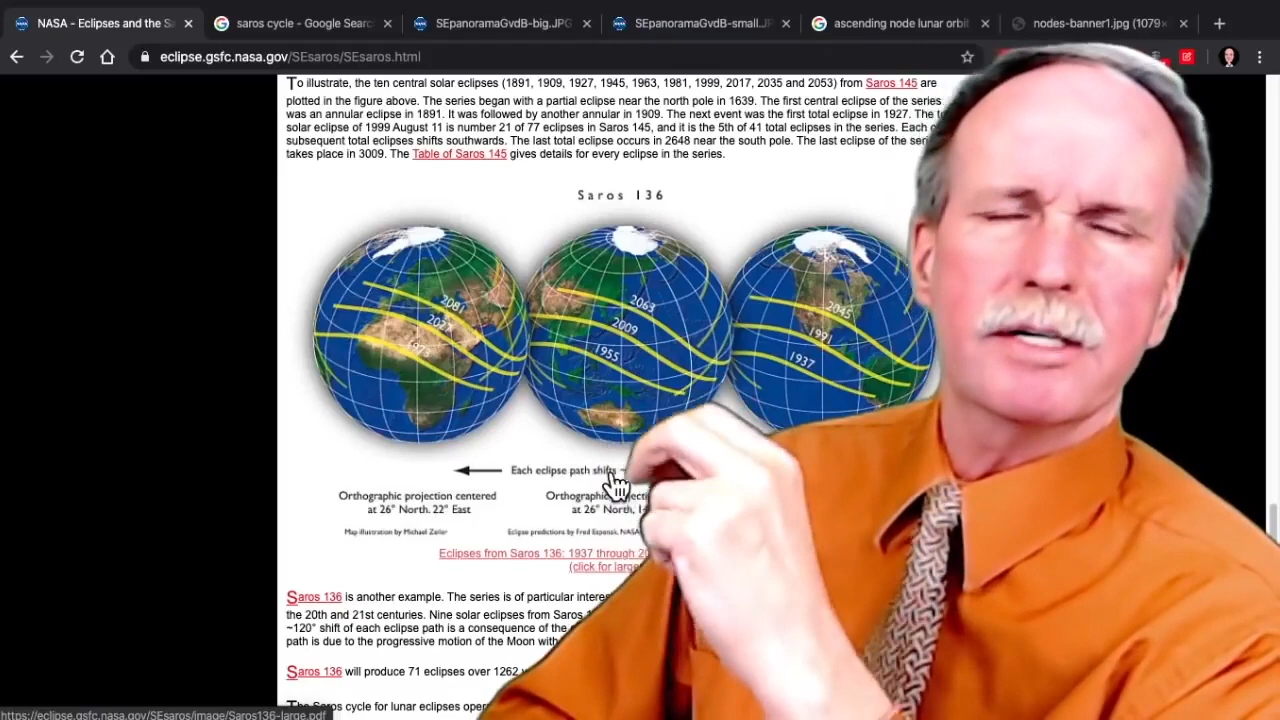 NASA - Eclipses and the Sa
saros cycle - Google Searc
SEpanoramaGvdB-big.JPG
SEpanoramaGvdB-small.JP
ascending node lunar orbi
nodes-banner1.jpg (1079
eclipse.gsfc.nasa.gov/SEsaros/SEsaros.html
To illustrate, the ten central solar eclipses (1891, 1909, 1927, 1945, 1963, 1981, 1999, 2017, 2035 and 2053) from Saros 145 are
plotted in the figure above. The series began with a partial eclipse near the north pole in 1639. The first central eclipse of the series
was an annular eclipse in 1891. It was followed by another annular in 1909. The next event was the first total eclipse in 1927. The
solar eclipse of 1999 August 11 is number 21 of 77 eclipses in Saros 145, and it is the 5th of 41 total eclipses in the series. Each
subsequent total eclipses shifts southwards. The last total eclipse occurs in 2648 near the south pole. The last eclipse of the
takes place in 3009. The Table of Saros 145 gives details for every eclipse in the series.
Saros 136
2081 2063 2045
2027 2009 1991
1973 1955 1937
Each eclipse path shifts
Orthographic projection centered
at 26° North. 22° East
Orthographic
at 26° North,
Map illustration by Michael Zeiler
Eclipse predictions by Fred Espenak, NASA
Eclipses from Saros 136: 1937 through
(click for
Saros 136 is another example. The series is of particular
the 20th and 21st centuries. Nine solar eclipses from Saros
~120° shift of each eclipse path is a consequence of the
path is due to the progressive motion of the Moon
Saros 136 will produce 71 eclipses over 1262
The Saros cycle for lunar eclipses
https://eclipse.gsfc.nasa.gov/SEsaros/image/Saros136-large.pdf